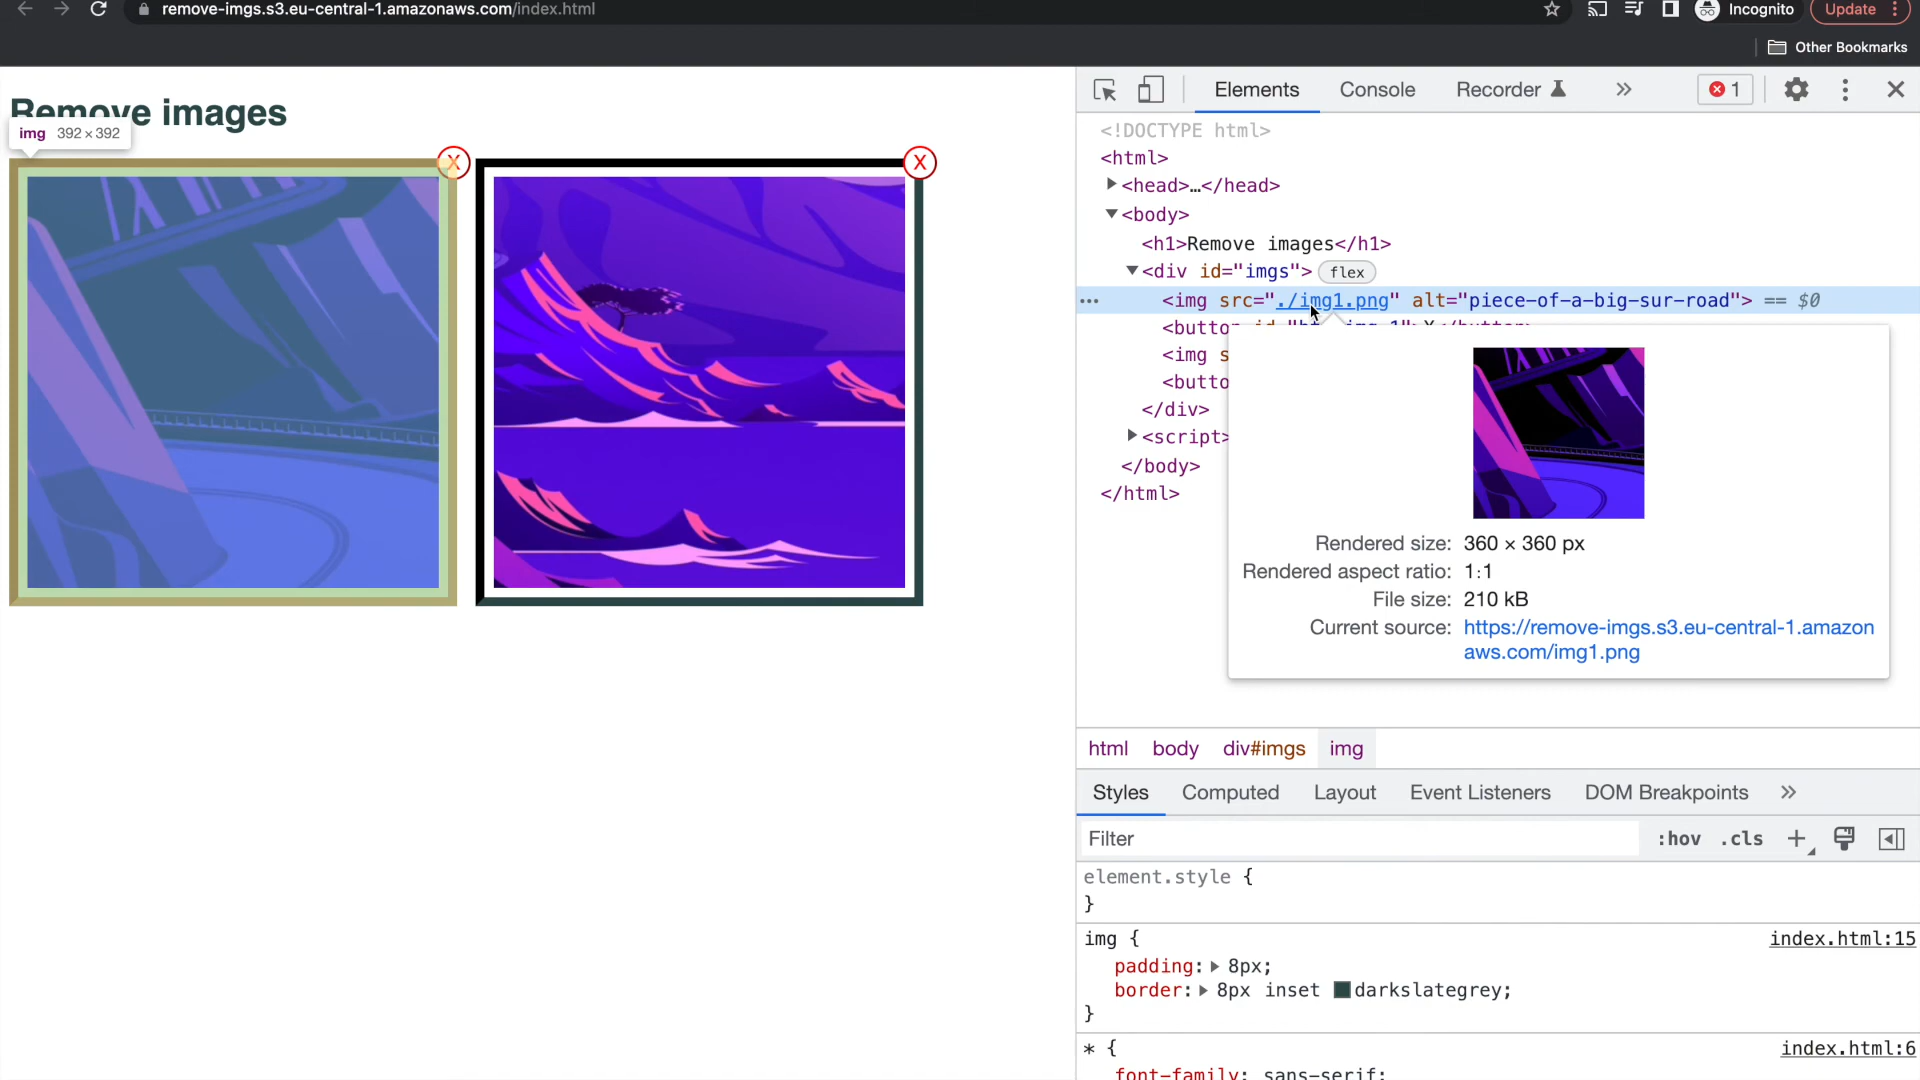 remove-imgs.s3.eu-central-1.amazonaws.com/index.html
Incognito
Update
Other Bookmarks
Remove images
img 392 × 392
X
X
Elements
Console
Recorder
1
<!DOCTYPE html>
<html>
<head>…</head>
<body>
<h1>Remove images</h1>
<div id="imgs"> flex
<img src="./img1.png" alt="piece-of-a-big-sur-road"> == $0
<img s
<butto
</div>
<script>
</body>
</html>
Rendered size: 360 × 360 px
Rendered aspect ratio: 1:1
File size: 210 kB
Current source: https://remove-imgs.s3.eu-central-1.amazon
aws.com/img1.png
html body div#imgs img
Styles Computed Layout Event Listeners DOM Breakpoints
Filter
:hov .cls
element.style {
}
img {
index.html:15
padding: 8px;
border: 8px inset darkslategrey;
}
* {
index.html:6
font-family: sans-serif;